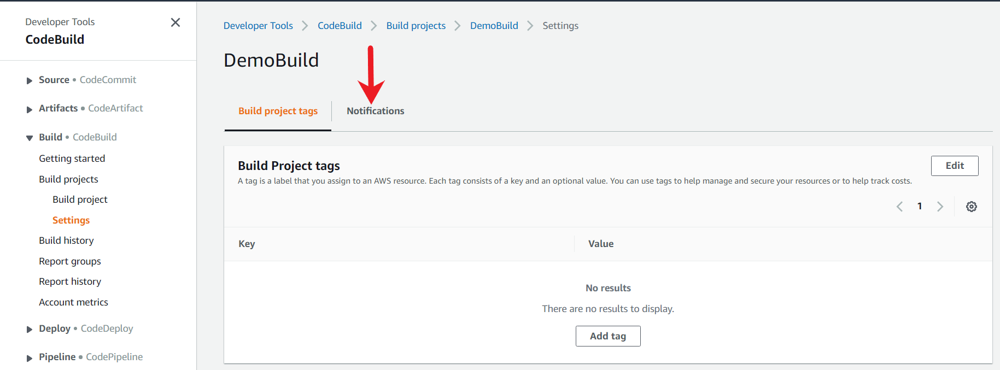 Developer Tools
CodeBuild
Source • CodeCommit
Artifacts • CodeArtifact
Build • CodeBuild
Getting started
Build projects
Build project
Settings
Build history
Report groups
Report history
Account metrics
Deploy • CodeDeploy
Pipeline • CodePipeline
Developer Tools CodeBuild Build projects DemoBuild Settings
DemoBuild
Build project tags Notifications
Build Project tags
Edit
A tag is a label that you assign to an AWS resource. Each tag consists of a key and an optional value. You can use tags to help manage and secure your resources or to help track costs.
1
Key Value
No results
There are no results to display.
Add tag